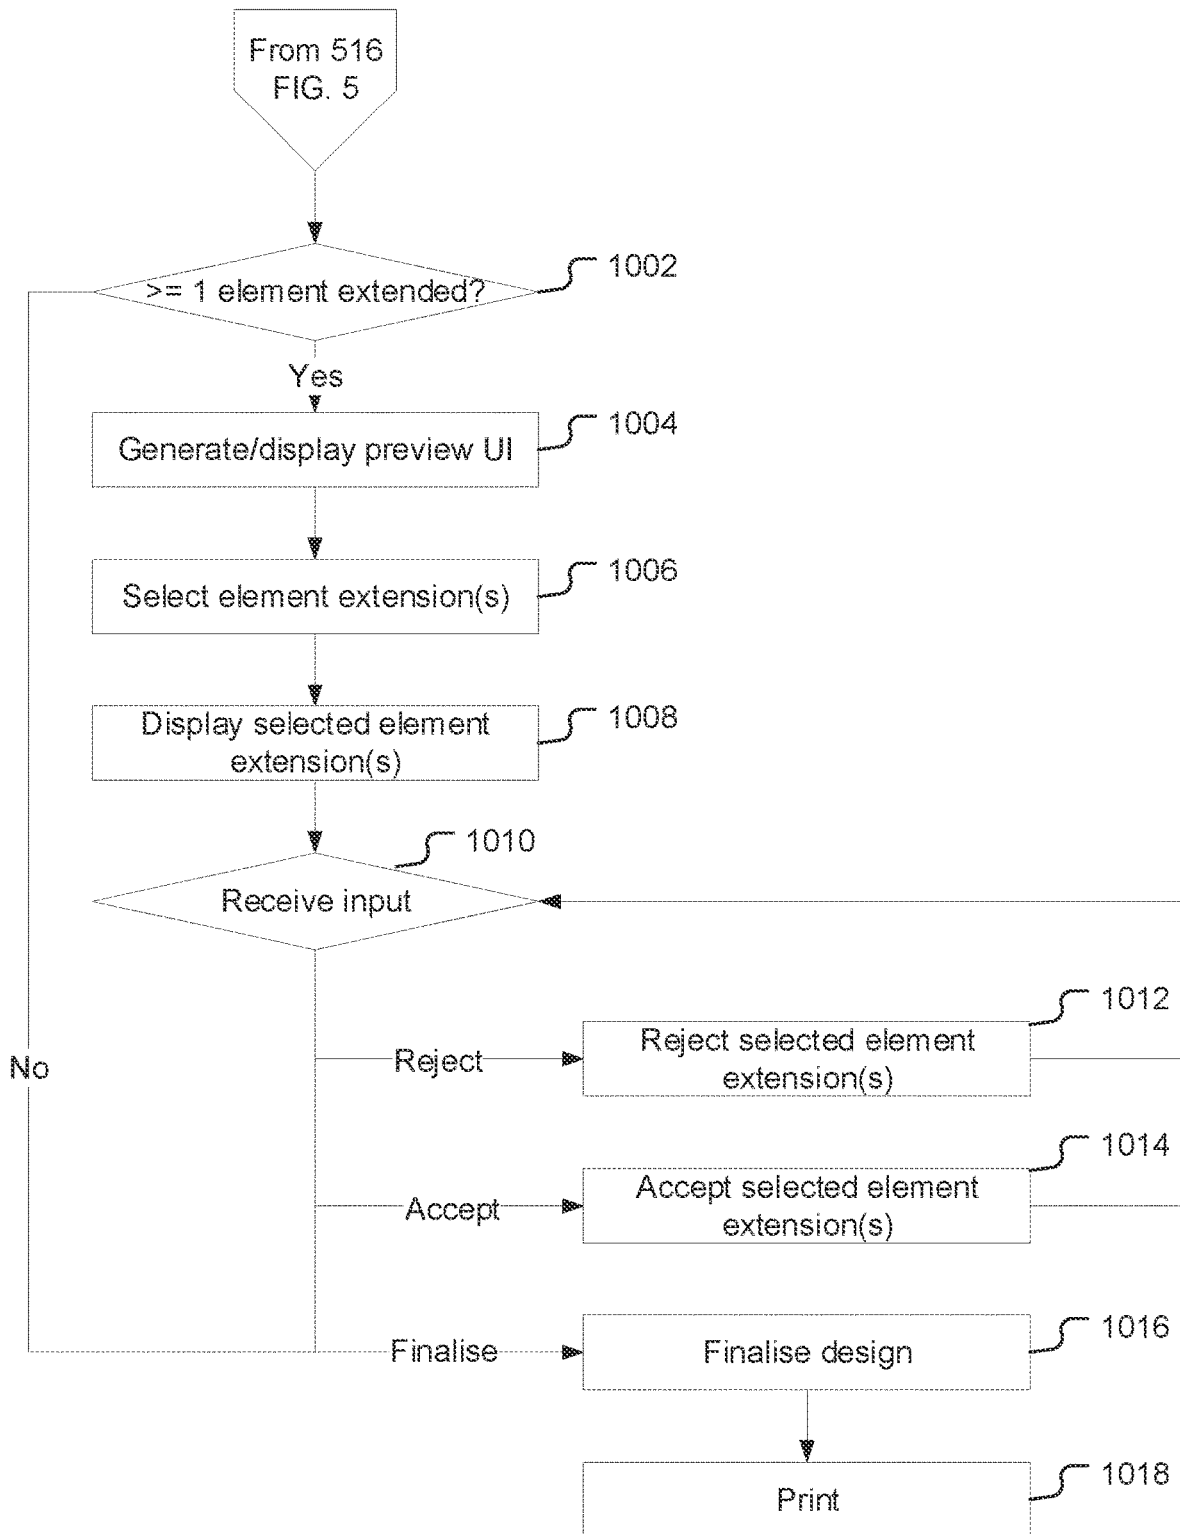 From 516
FIG. 5
1002
>= 1 element extended?
Yes
1004
Generate/display preview UI
1006
Select element extension(s)
1008
Display selected element
extension(s)
1010
Receive input
1012
Reject selected element
extension(s)
Reject
No
1014
Accept selected element
extension(s)
Accept
1016
Finalise
Finalise design
1018
Print